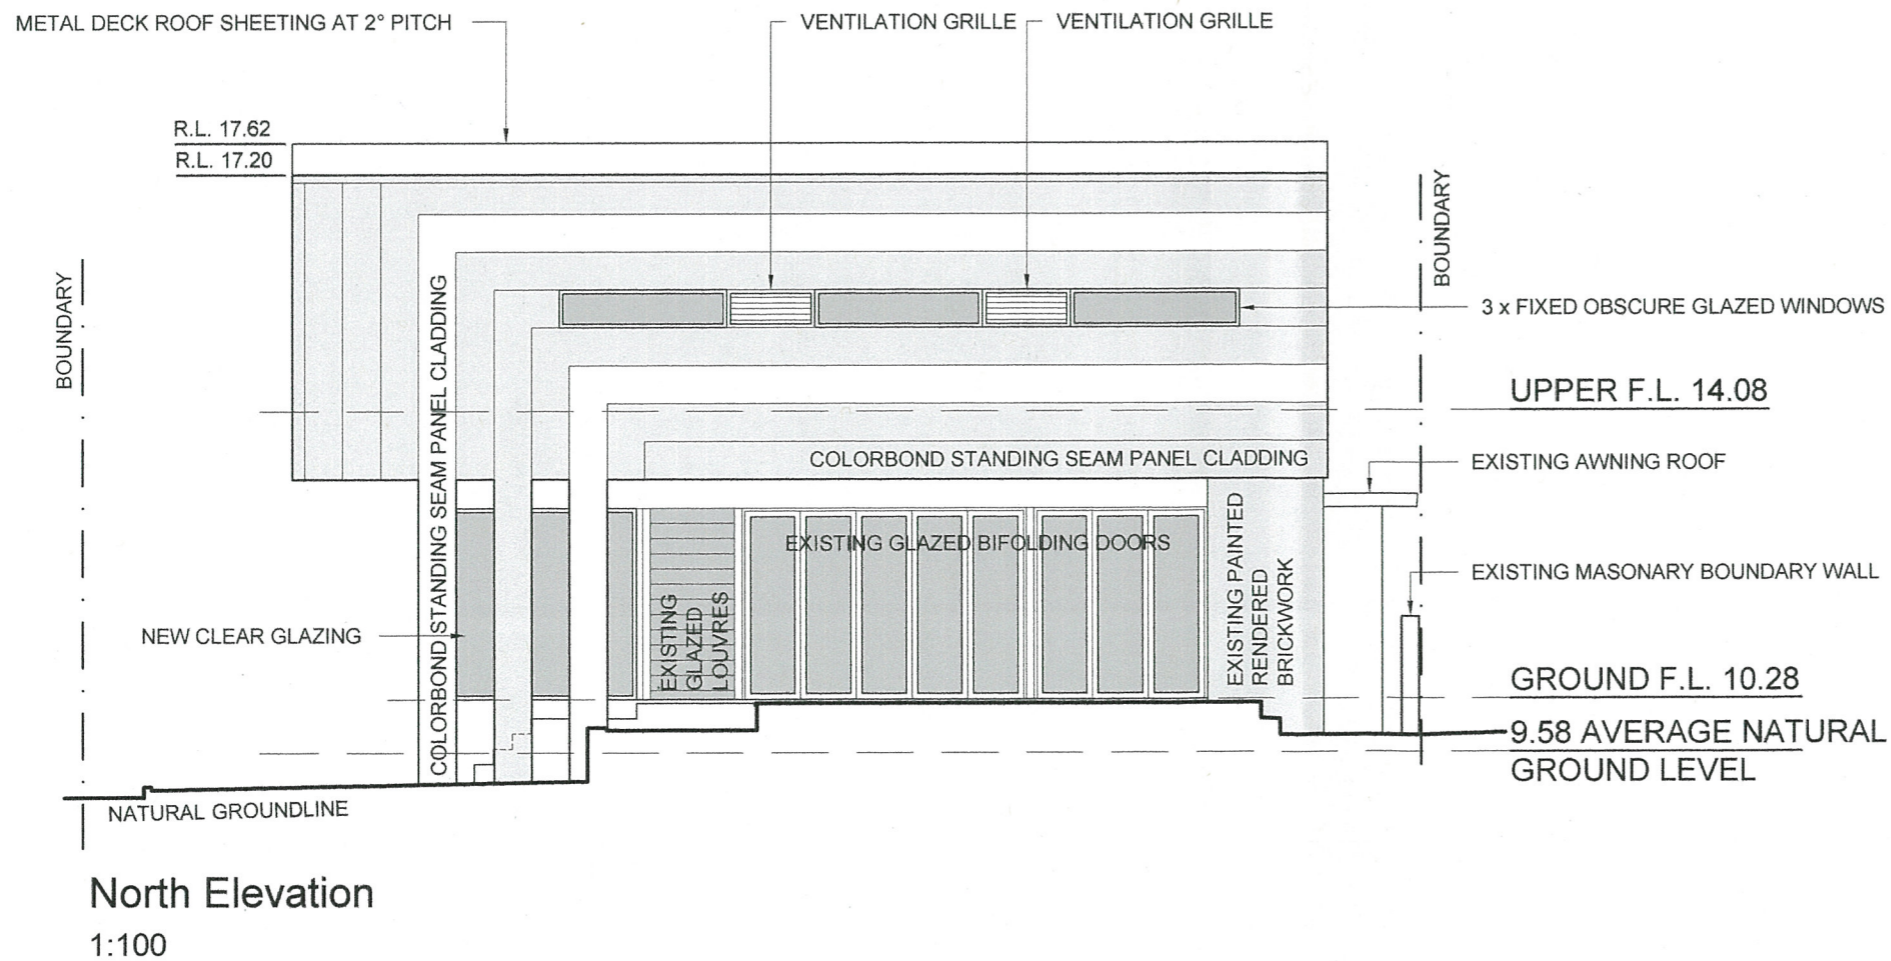 METAL DECK ROOF SHEETING AT 2° PITCH
VENTILATION GRILLE
VENTILATION GRILLE
R.L. 17.62
R.L. 17.20
BOUNDARY
BOUNDARY
COLORBOND STANDING SEAM PANEL CLADDING
3 x FIXED OBSCURE GLAZED WINDOWS
UPPER F.L. 14.08
COLORBOND STANDING SEAM PANEL CLADDING
EXISTING AWNING ROOF
EXISTING GLAZED BIFOLDING DOORS
EXISTING PAINTED
RENDERED
BRICKWORK
EXISTING MASONARY BOUNDARY WALL
NEW CLEAR GLAZING
EXISTING
GLAZED
LOUVRES
GROUND F.L. 10.28
9.58 AVERAGE NATURAL
GROUND LEVEL
NATURAL GROUNDLINE
North Elevation
1:100